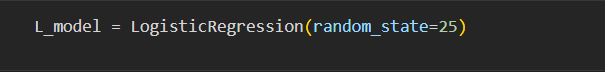 L_model = LogisticRegression(random_state=25)